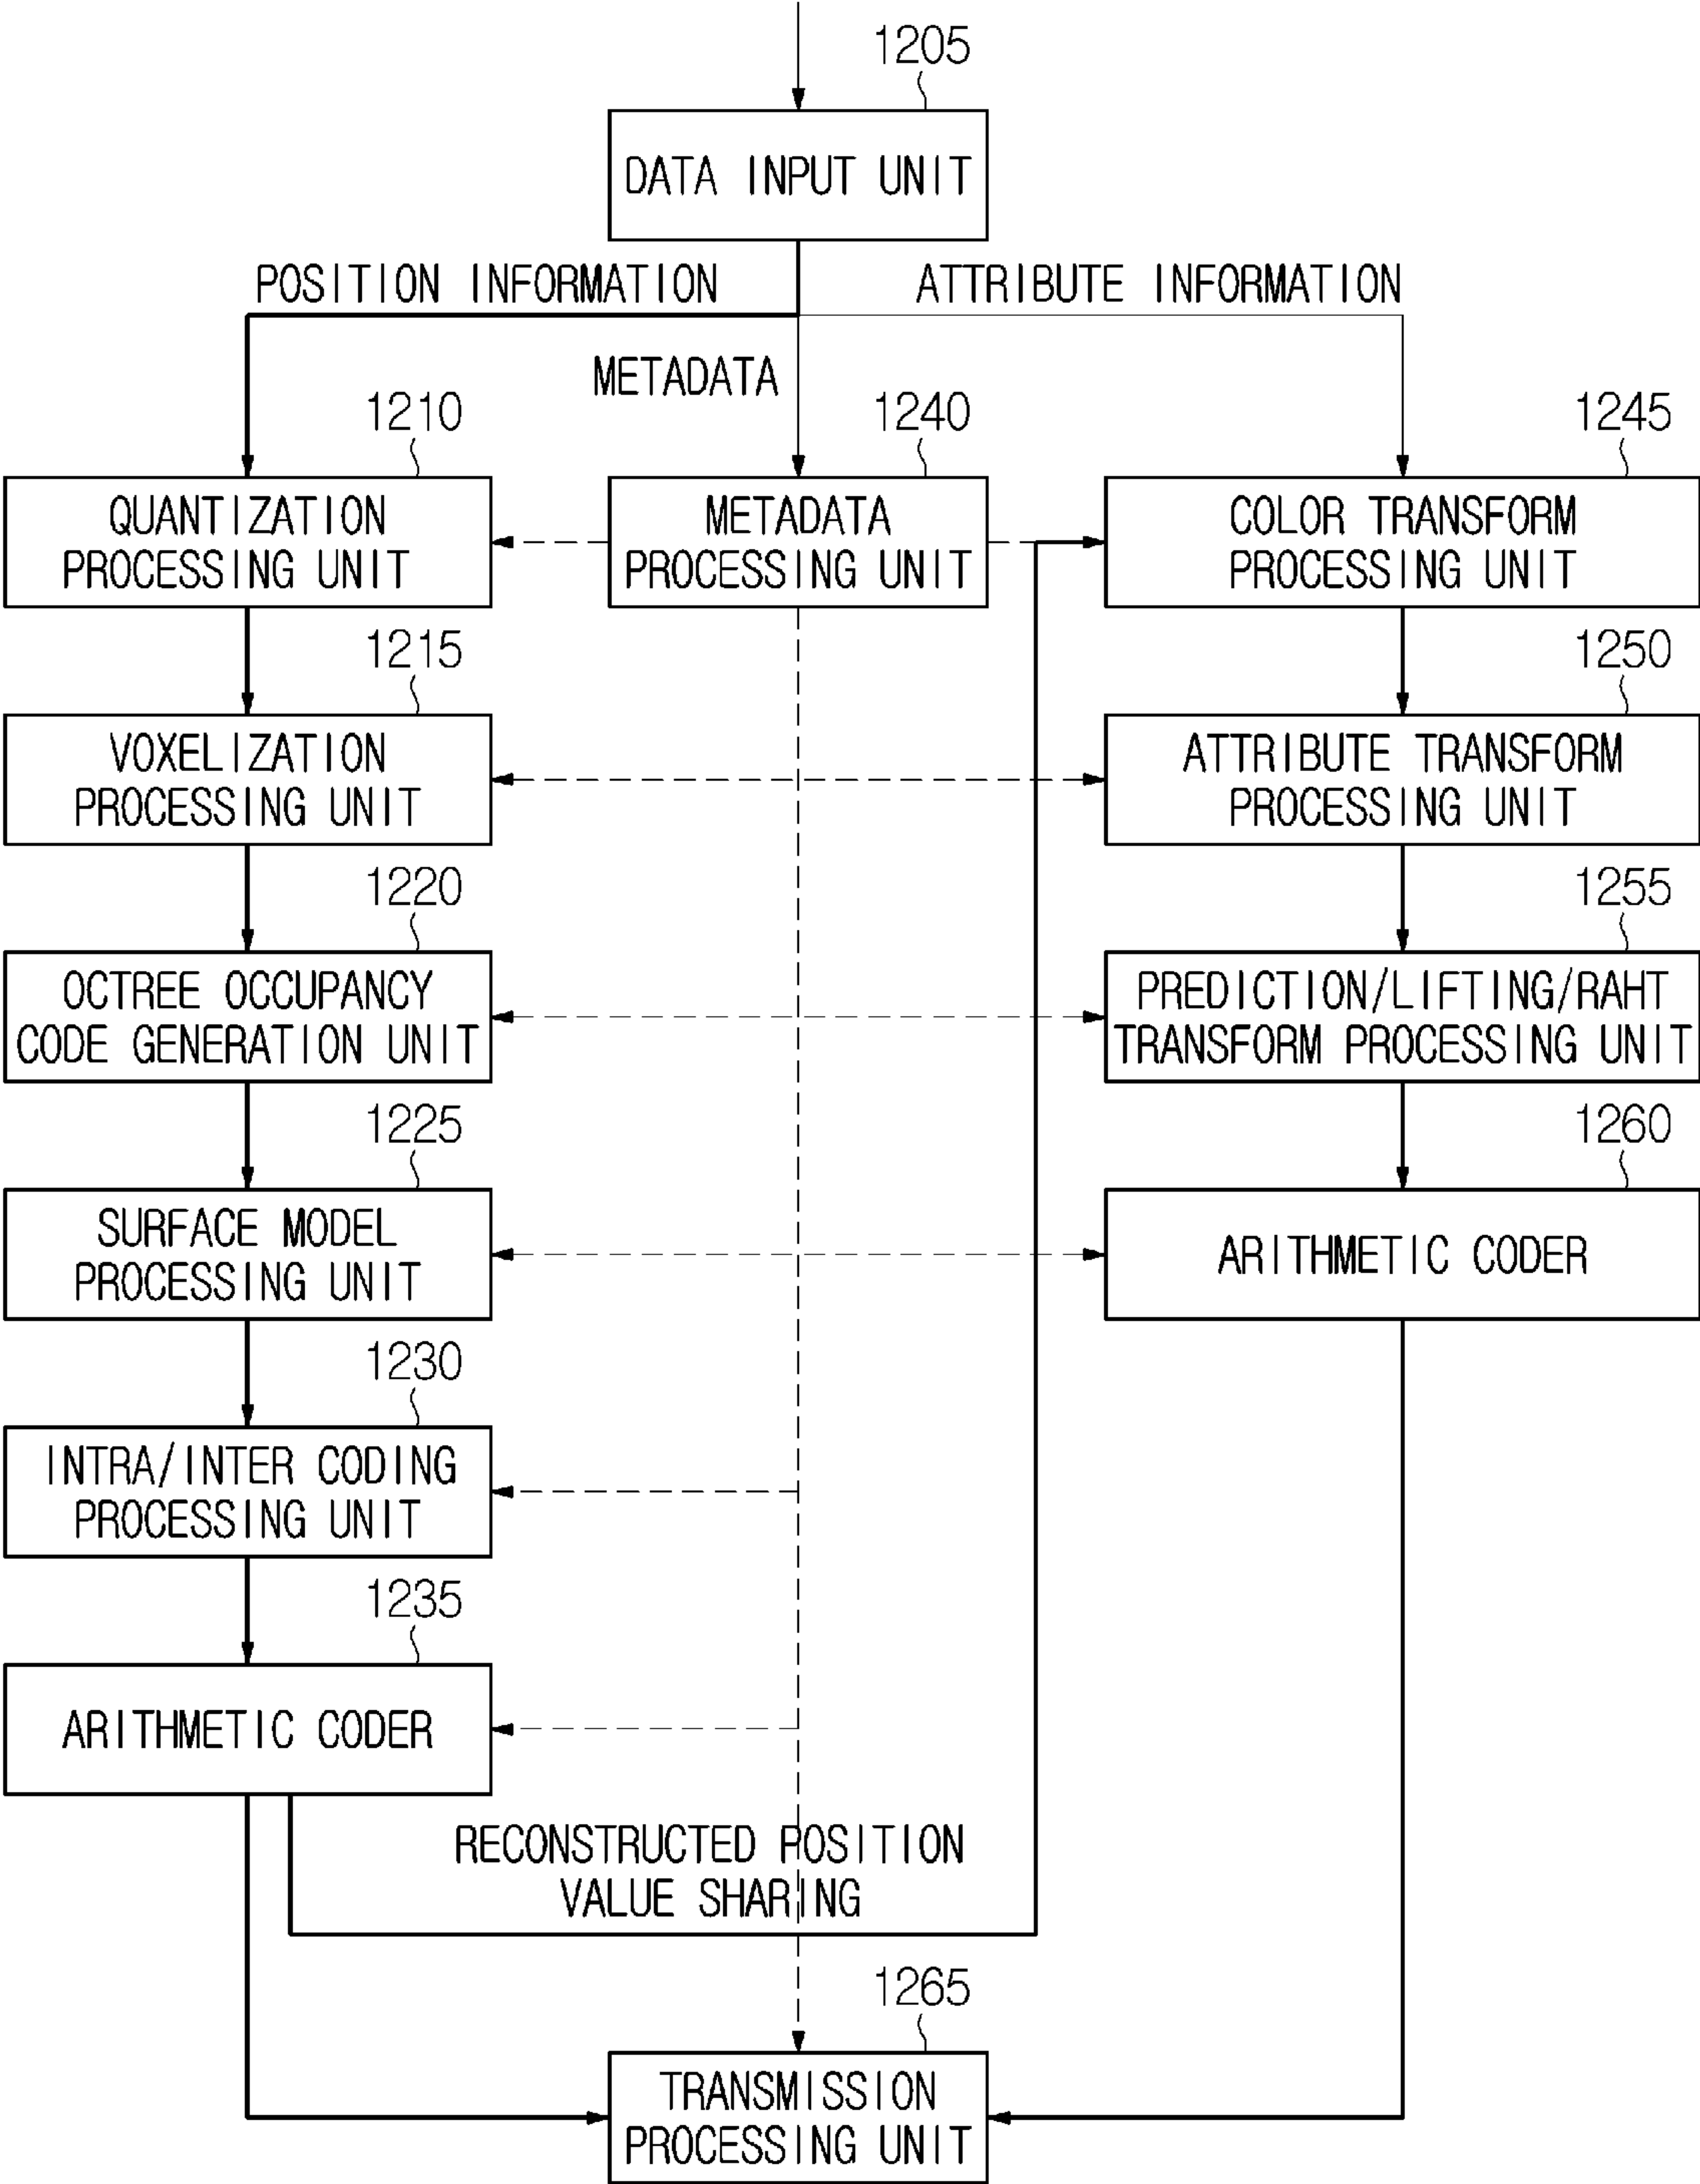 1205
DATA INPUT UNIT
POSITION INFORMATION
ATTRIBUTE INFORMATION
METADATA
1210
1240
1245
QUANTIZATION
PROCESSING UNIT
METADATA
PROCESSING UNIT
COLOR TRANSFORM
PROCESSING UNIT
1215
1250
VOXELIZATION
PROCESSING UNIT
ATTRIBUTE TRANSFORM
PROCESSING UNIT
1220
1255
OCTREE OCCUPANCY
CODE GENERATION UNIT
PREDICTION/LIFTING/RAHT
TRANSFORM PROCESSING UNIT
1225
1260
SURFACE MODEL
PROCESSING UNIT
ARITHMETIC CODER
1230
INTRA/INTER CODING
PROCESSING UNIT
1235
ARITHMETIC CODER
RECONSTRUCTED POSITION
VALUE SHARING
1265
TRANSMISSION
PROCESSING UNIT